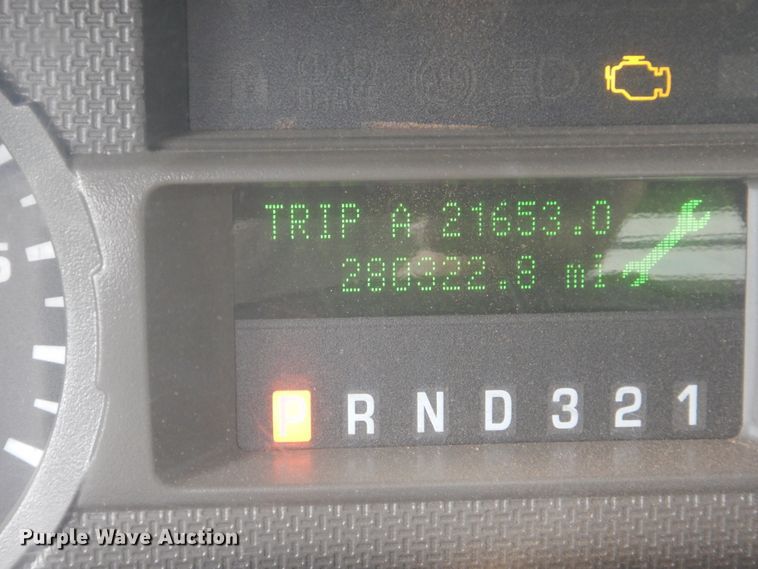 TRIP A 21653.0
280322.8 mi
P R N D 3 2 1
Purple Wave Auction